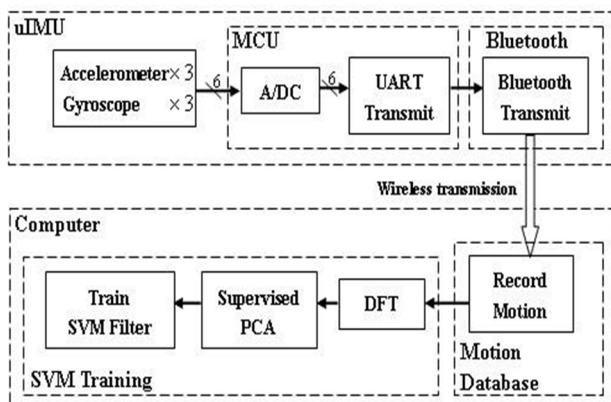 uIMU
MCU
Bluetooth
Accelerometer×3
Gyroscope ×3
6
A/DC
6
UART
Transmit
Bluetooth
Transmit
Wireless transmission
Computer
Train
SVM Filter
Supervised
PCA
DFT
Record
Motion
SVM Training
Motion
Database